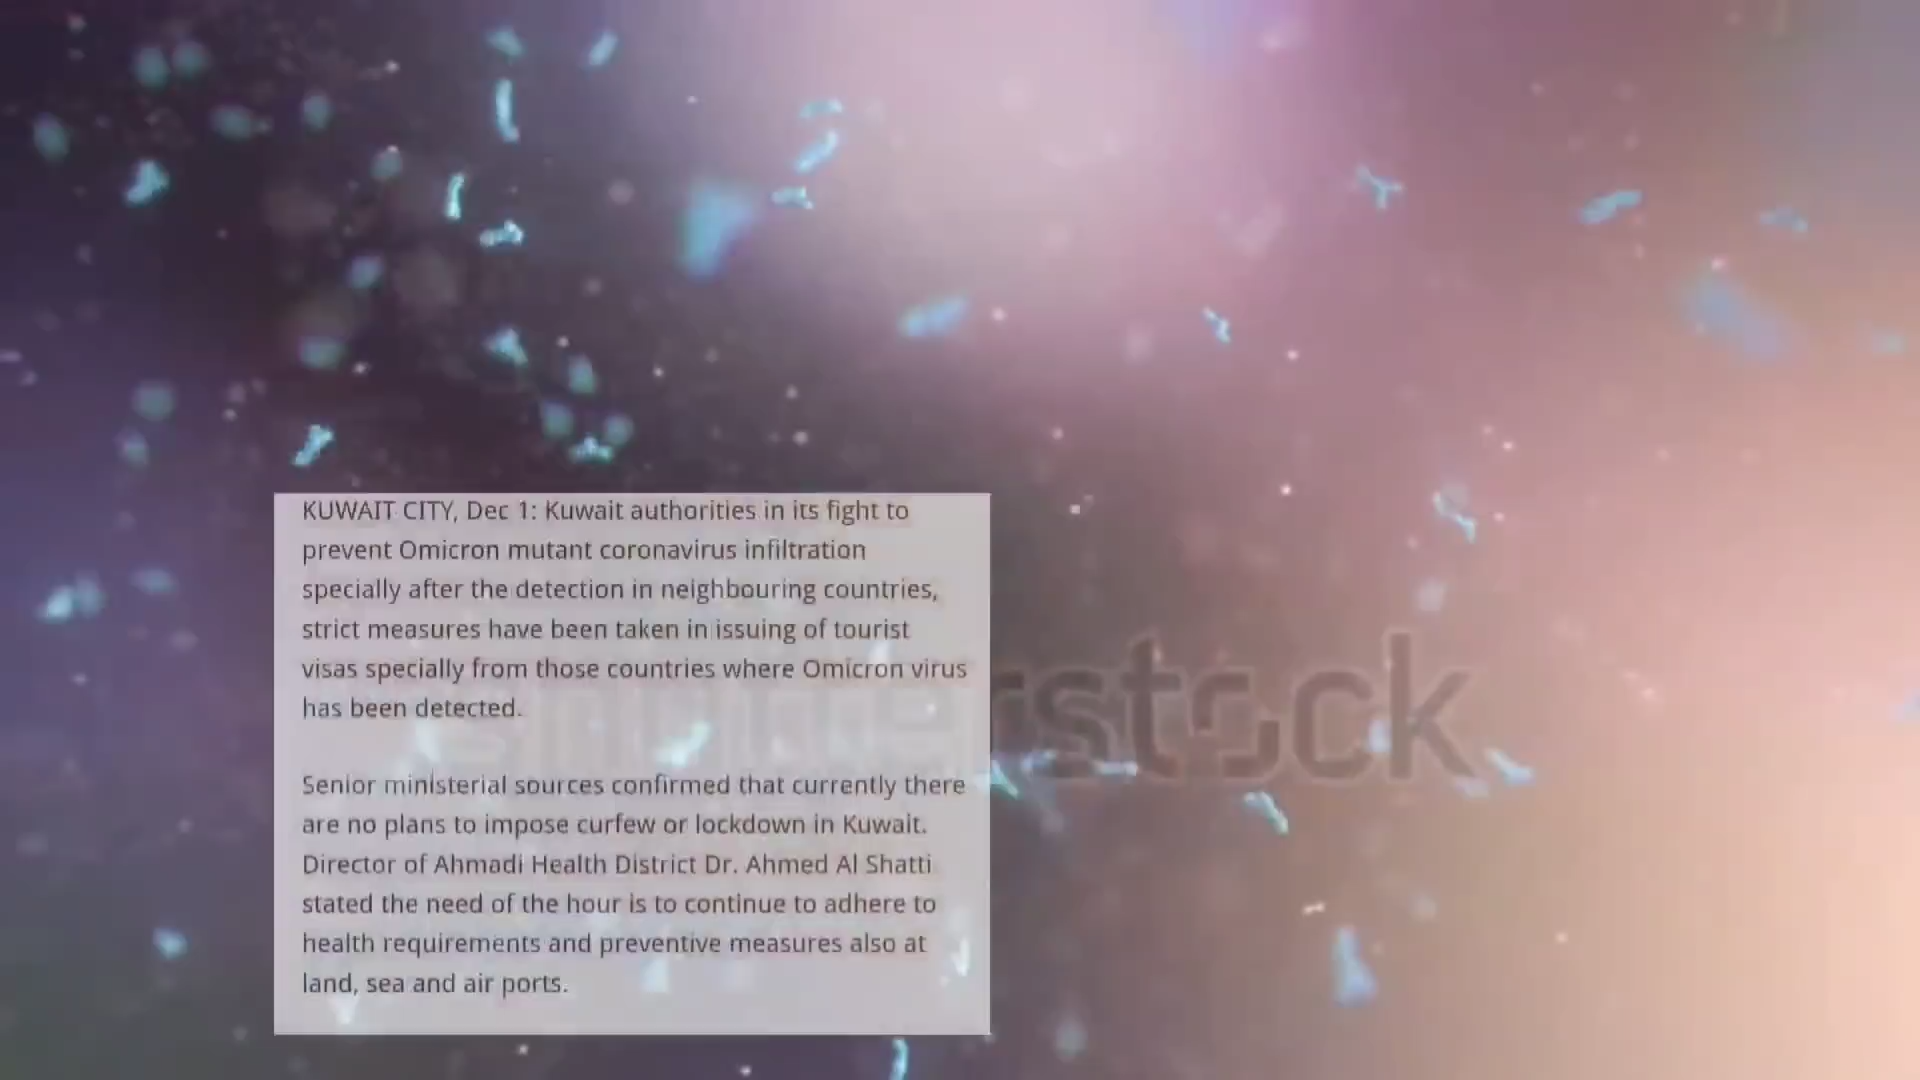 KUWAIT CITY, Dec 1: Kuwait authorities in its fight to
prevent Omicron mutant coronavirus infiltration
specially after the detection in neighbouring countries,
strict measures have been taken in issuing of tourist
visas specially from those countries where Omicron virus
has been detected.
Senior ministerial sources confirmed that currently there
are no plans to impose curfew or lockdown in Kuwait.
Director of Ahmadi Health District Dr. Ahmed Al Shatti
stated the need of the hour is to continue to adhere to
health requirements and preventive measures also at
land, sea and air ports.
shutterstock